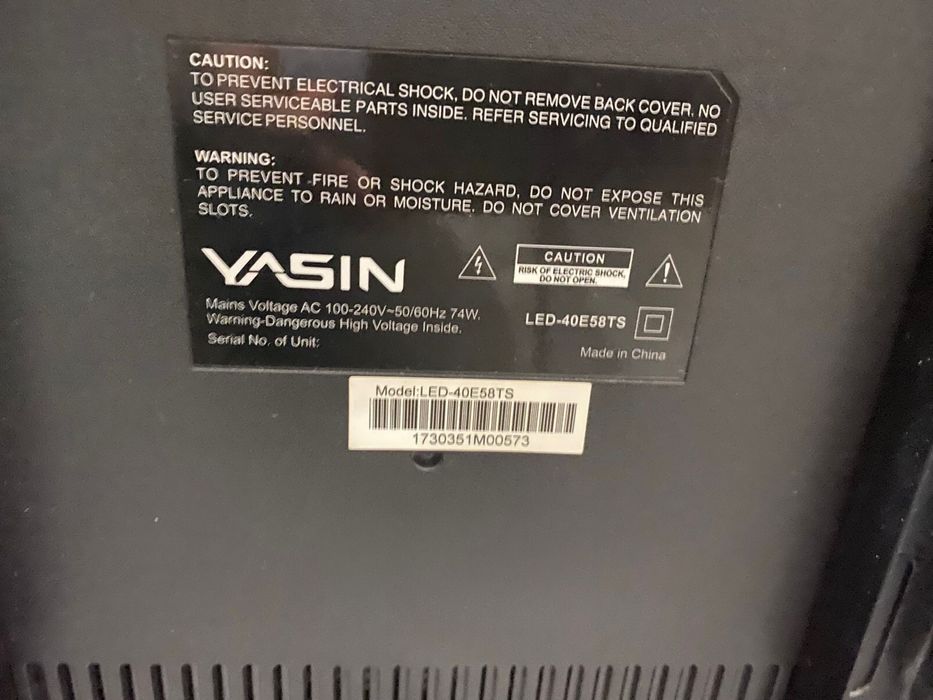 CAUTION:
TO PREVENT ELECTRICAL SHOCK, DO NOT REMOVE BACK COVER. NO
USER SERVICEABLE PARTS INSIDE. REFER SERVICING TO QUALIFIED
SERVICE PERSONNEL.
WARNING:
TO PREVENT FIRE OR SHOCK HAZARD, DO NOT EXPOSE THIS
APPLIANCE TO RAIN OR MOISTURE. DO NOT COVER VENTILATION
SLOTS.
YASIN
CAUTION
RISK OF ELECTRIC SHOCK,
DO NOT OPEN.
Mains Voltage AC 100-240V~50/60Hz 74W.
Warning-Dangerous High Voltage Inside.
Serial No. of Unit:
LED-40E58TS
Made in China
Model:LED-40E58TS
1730351M00573